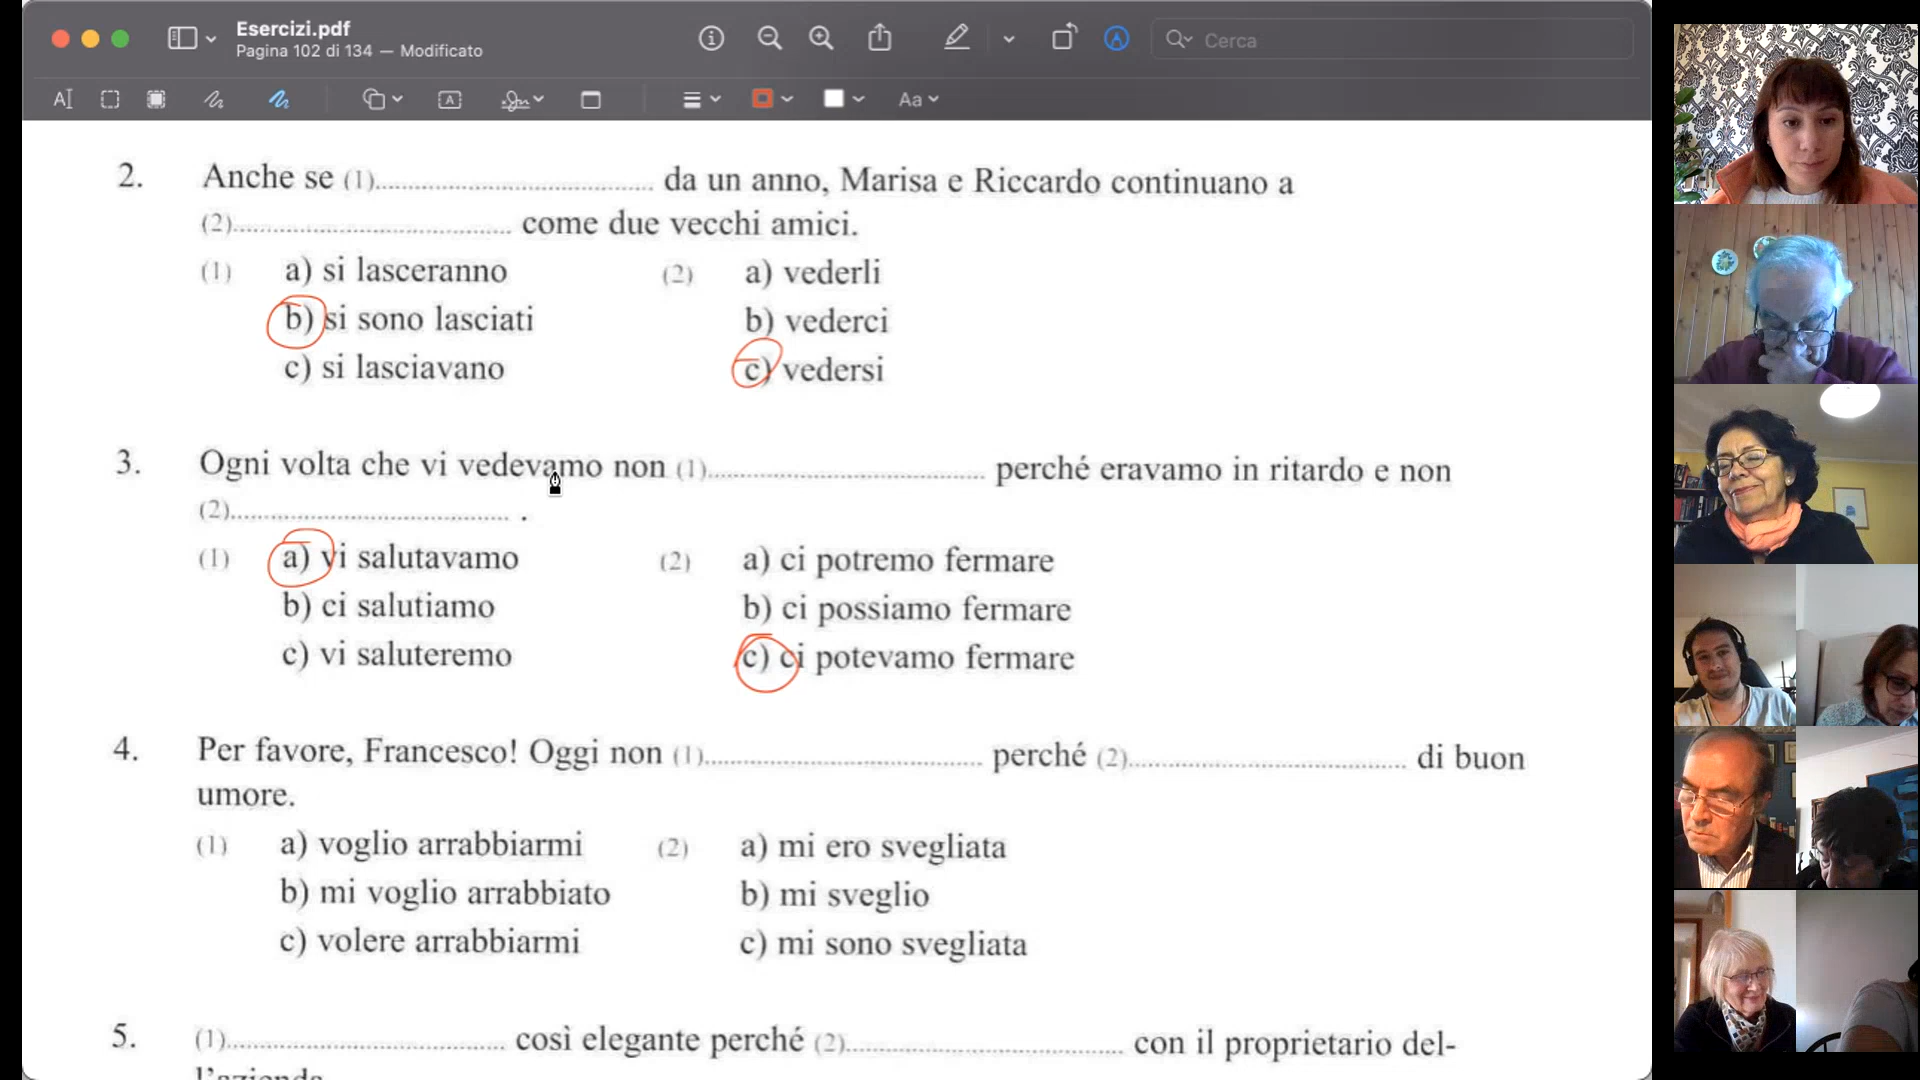 Esercizi.pdf
Pagina 102 di 134 — Modificato
Cerca
Aa
2. Anche se (1)........................................ da un anno, Marisa e Riccardo continuano a
(2)........................................ come due vecchi amici.
(1) a) si lasceranno (2) a) vederli
b) si sono lasciati b) vederci
c) si lasciavano c) vedersi
3. Ogni volta che vi vedevamo non (1)........................................ perché eravamo in ritardo e non
(2)........................................ .
(1) a) vi salutavamo (2) a) ci potremo fermare
b) ci salutiamo b) ci possiamo fermare
c) vi saluteremo c) ci potevamo fermare
4. Per favore, Francesco! Oggi non (1)........................................ perché (2)........................................ di buon
umore.
(1) a) voglio arrabbiarmi (2) a) mi ero svegliata
b) mi voglio arrabbiato b) mi sveglio
c) volere arrabbiarmi c) mi sono svegliata
5. (1)........................................ così elegante perché (2)........................................ con il proprietario del-
l'azienda